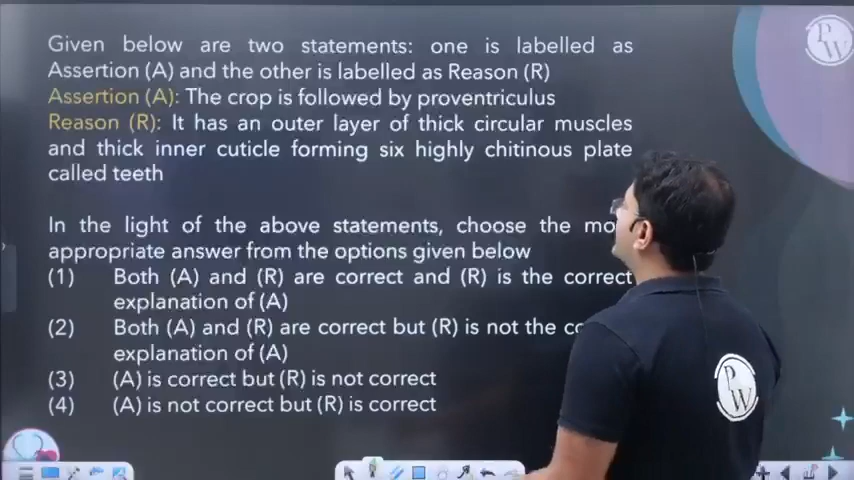 Given below are two statements: one is labelled as
Assertion (A) and the other is labelled as Reason (R)
Assertion (A): The crop is followed by proventriculus
Reason (R): It has an outer layer of thick circular muscles
and thick inner cuticle forming six highly chitinous plate
called teeth
In the light of the above statements, choose the
appropriate answer from the options given below
(1) Both (A) and (R) are correct and (R) is the correct
explanation of (A)
(2) Both (A) and (R) are correct but (R) is not the
explanation of (A)
(3) (A) is correct but (R) is not correct
(4) (A) is not correct but (R) is correct
PW
PW